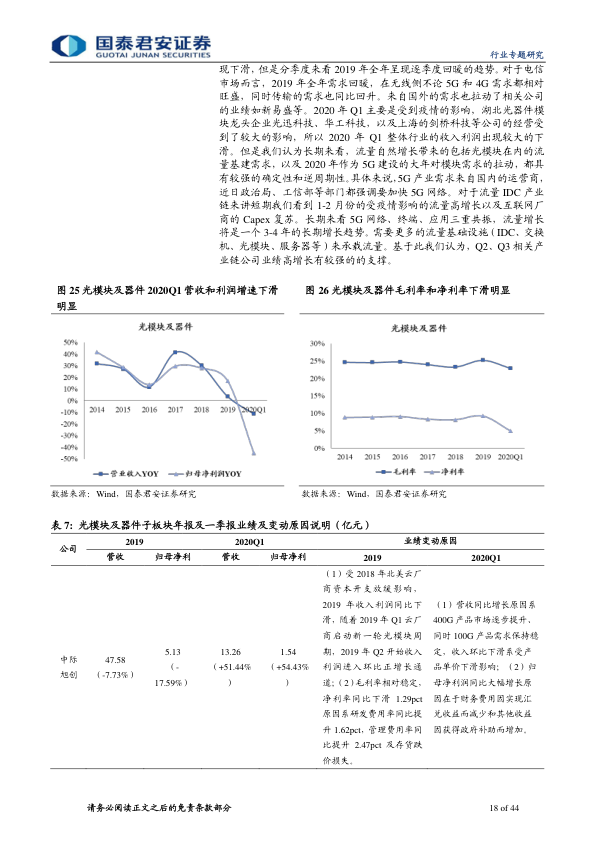 国泰君安证券
GUOTAI JUNAN SECURITIES
行业专题研究
现下滑，但是分季度来看 2019 年全年呈现逐季度回暖的趋势。对于电信
市场而言，2019 年全年需求回暖，在无线侧不论 5G 和 4G 需求都相对
旺盛，同时传输等的需求也同比回升。来自国外的需求也拉动了相关公司
的业绩如新易盛等。2020 年 Q1 主要是受到疫情的影响，湖北光器件模
块龙头企业光迅科技、华工科技，以及上海的剑桥科技等公司的经营受
到了较大的影响，所以 2020 年 Q1 整体行业的收入利润出现较大的下
滑。但是我们认为长期来看，流量自然增长带来的包括光模块在内的流
量基建需求，以及 2020 年作为 5G 建设的大年对模块需求的拉动，都具
有较强的确定性和逆周期性。具体来说，5G 产业需求来自国内的运营商，
近日政治局、工信部等部门都强调要加快 5G 网络。对于流量 IDC 产业
链来讲短期我们看到 1-2 月份的受疫情影响的流量高增长以及互联网厂
商的 Capex 复苏。长期来看 5G 网络、终端、应用三重共振，流量增长
将是一个 3-4 年的长期增长趋势。需要更多的流量基础设施（IDC、交换
机、光模块、服务器等）来承载流量。基于此我们认为，Q2、Q3 相关产
业链公司业绩高增长有较强的的支撑。
图 25 光模块及器件 2020Q1 营收和利润增速下滑
明显
光模块及器件
50%
40%
30%
20%
10%
0%
-10%
-20%
-30%
-40%
-50%
2014 2015 2016 2017 2018 2019 2020Q1
营业收入YOY 归母净利润YOY
数据来源：Wind，国泰君安证券研究
图 26 光模块及器件毛利率和净利率下滑明显
光模块及器件
30%
25%
20%
15%
10%
5%
0%
2014 2015 2016 2017 2018 2019 2020Q1
毛利率 净利率
数据来源：Wind，国泰君安证券研究
表 7: 光模块及器件子板块年报及一季报业绩及变动原因说明（亿元）
公司 2019 2020Q1 业绩变动原因
营收 归母净利 营收 归母净利 2019 2020Q1
中际
旭创
47.58
（-7.73%）
5.13
（-
17.59%）
13.26
（+51.44%
）
1.54
（+54.43%
）
（1）受 2018 年北美云厂
商资本开支放缓影响，
2019 年收入利润同比下
滑，随着 2019 年 Q1 云厂
商启动新一轮光模块周
期，2019 年 Q2 开始收入
利润进入环比正增长通
道；（2）毛利率相对稳定，
净利率同比下滑 1.29pct
原因系研发费用率同比提
升 1.62pct，管理费用率同
比提升 2.47pct 及存货跌
价损失。
（1）营收同比增长原因系
400G 产品市场逐步提升，
同时 100G 产品需求保持稳
定，收入环比下滑系受产
品单价下滑影响；（2）归
母净利润同比大幅增长原
因在于财务费用因实现汇
兑收益而减少和其他收益
因获得政府补助而增加。
请务必阅读正文之后的免责条款部分
18 of 44